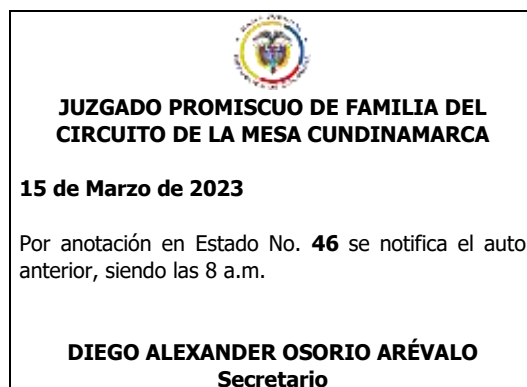 JUZGADO PROMISCUO DE FAMILIA DEL
CIRCUITO DE LA MESA CUNDINAMARCA
15 de Marzo de 2023
Por anotación en Estado No. 46 se notifica el auto
anterior, siendo las 8 a.m.
DIEGO ALEXANDER OSORIO ARÉVALO
Secretario